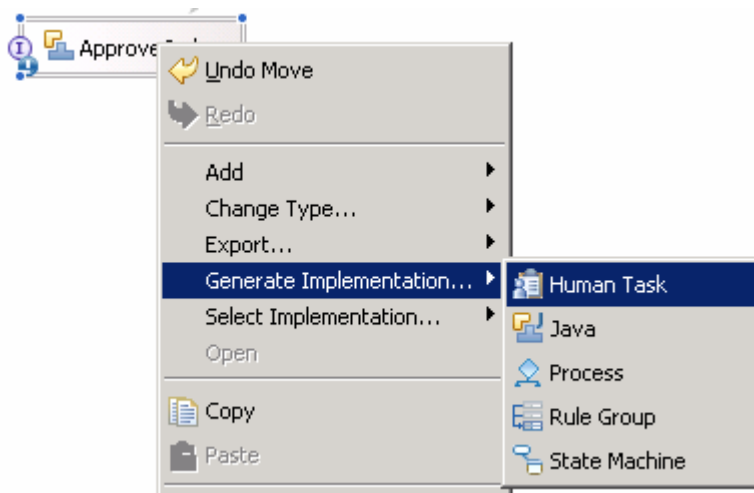 Approve
Undo Move
Redo
Add
Change Type...
Export...
Generate Implementation...
Human Task
Select Implementation...
Java
Open
Process
Copy
Rule Group
Paste
State Machine